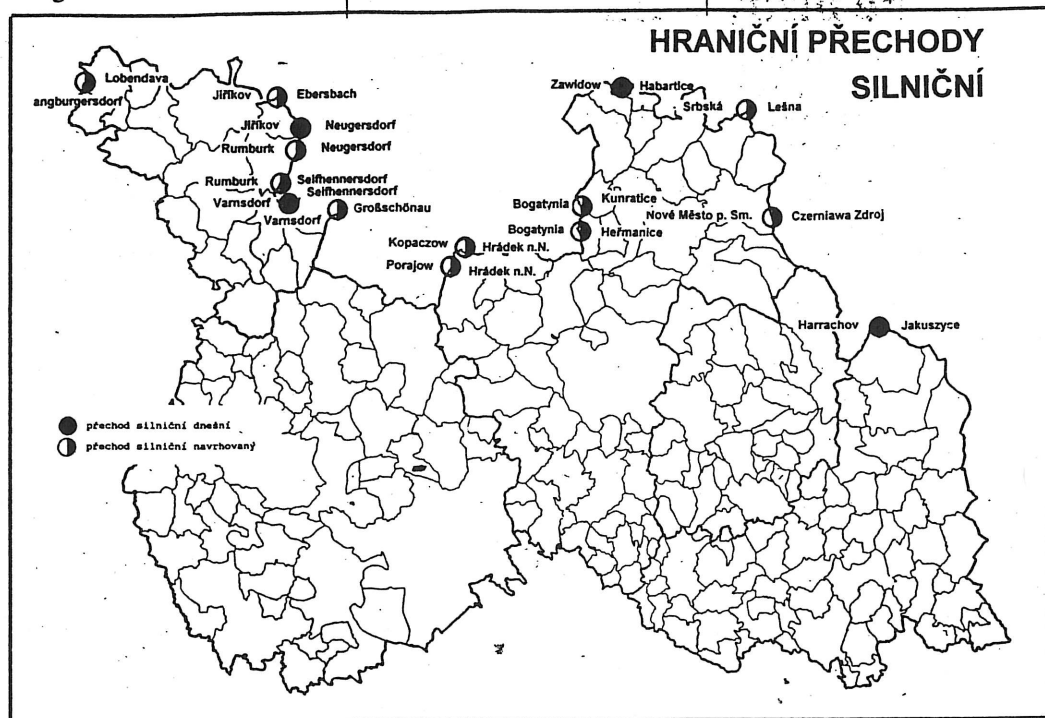 HRANIČNÍ PŘECHODY
SILNIČNÍ
Lobendava
angburgersdorf
Jiříkov Ebersbach
Jiříkov Neugersdorf
Rumburk Neugersdorf
Rumburk Seifhennersdorf
Seifhennersdorf
Varnsdorf
Varnsdorf Großschönau
Zawidow Habartice
Srbská Lešna
Bogatynia Kunratice
Nové Město p. Sm. Czerniawa Zdroj
Bogatynia Heřmanice
Kopaczow Hrádek n.N.
Porajow Hrádek n.N.
Harrachov Jakuszyce
přechod silniční dnešní
přechod silniční navrhovaný